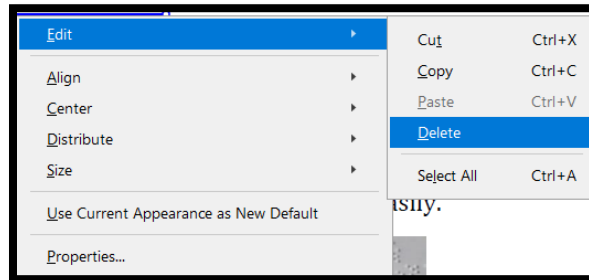 Edit
Align
Center
Distribute
Size
Use Current Appearance as New Default
Properties...
Cut Ctrl+X
Copy Ctrl+C
Paste Ctrl+V
Delete
Select All Ctrl+A